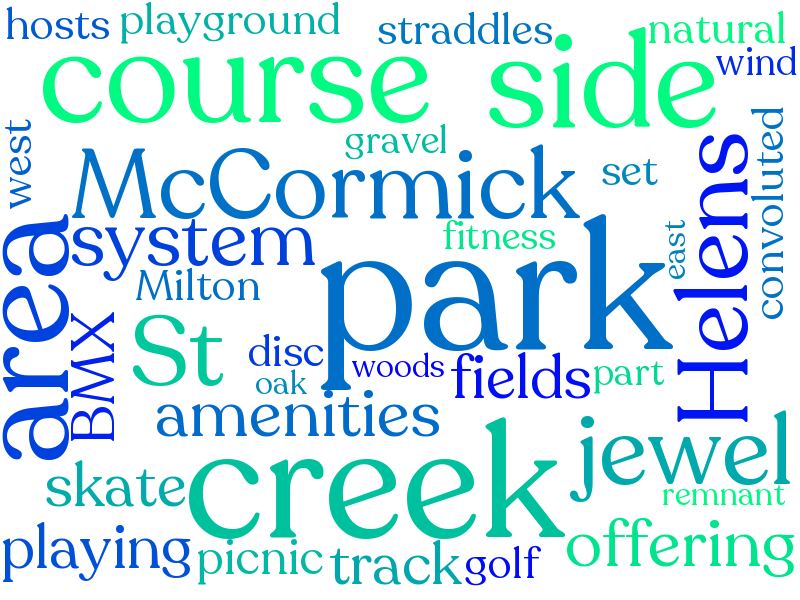 hosts
playground
straddles
natural
wind
course
side
gravel
west
McCormick
set
convoluted
Helens
system
fitness
east
area
Milton
park
BMX
St
disc
woods
oak
fields
part
amenities
jewel
creek
skate
remnant
playing
picnic
track
golf
offering